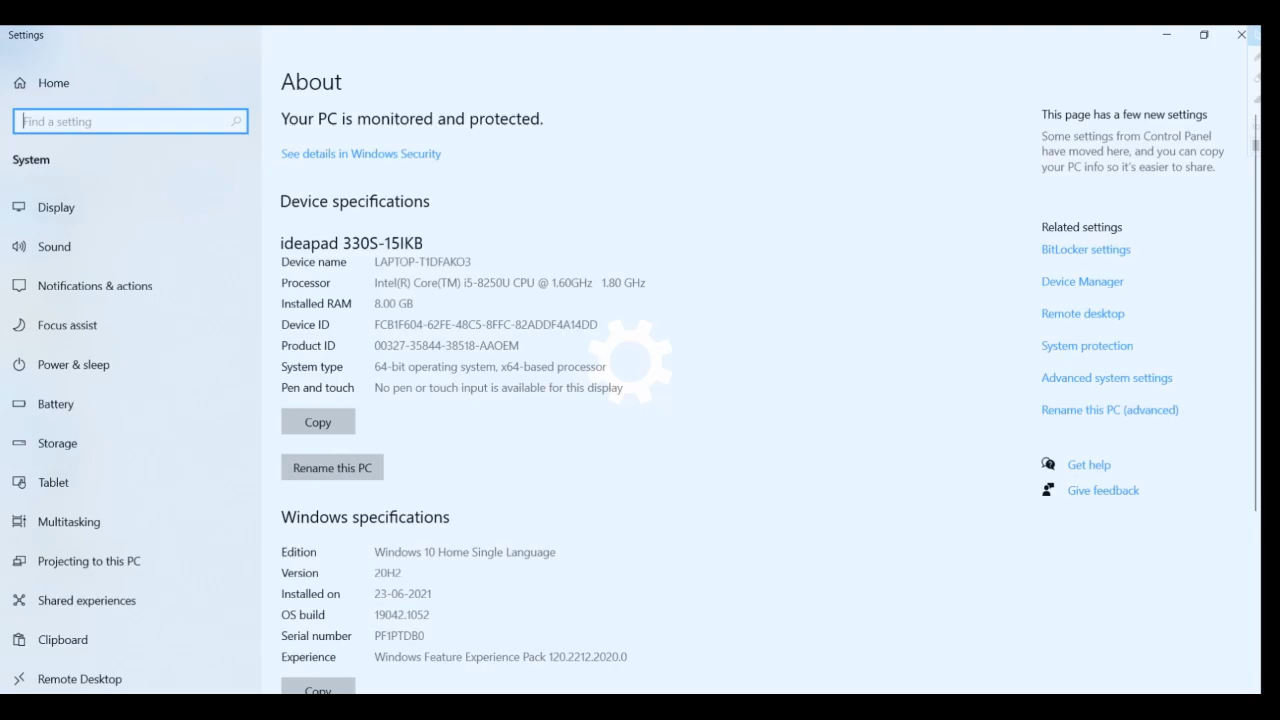 Settings
Home
Find a setting
System
Display
Sound
Notifications & actions
Focus assist
Power & sleep
Battery
Storage
Tablet
Multitasking
Projecting to this PC
Shared experiences
Clipboard
Remote Desktop
About
Your PC is monitored and protected.
See details in Windows Security
Device specifications
ideapad 330S-15IKB
Device name LAPTOP-T1DFAKO3
Processor Intel(R) Core(TM) i5-8250U CPU @ 1.60GHz 1.80 GHz
Installed RAM 8.00 GB
Device ID FCB1F604-62FE-48C5-8FFC-82ADDF4A14DD
Product ID 00327-35844-38518-AAOEM
System type 64-bit operating system, x64-based processor
Pen and touch No pen or touch input is available for this display
Copy
Rename this PC
Windows specifications
Edition Windows 10 Home Single Language
Version 20H2
Installed on 23-06-2021
OS build 19042.1052
Serial number PF1PTDB0
Experience Windows Feature Experience Pack 120.2212.2020.0
Copy
This page has a few new settings
Some settings from Control Panel
have moved here, and you can copy
your PC info so it's easier to share.
Related settings
BitLocker settings
Device Manager
Remote desktop
System protection
Advanced system settings
Rename this PC (advanced)
Get help
Give feedback